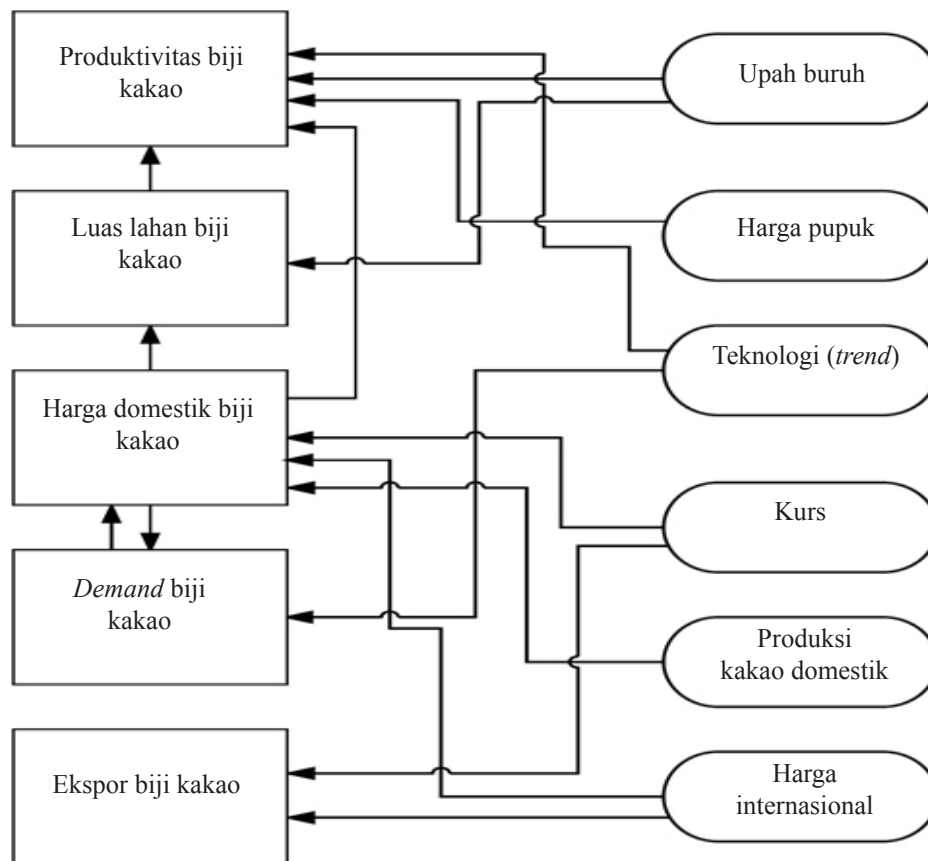 Produktivitas biji
kakao
Luas lahan biji
kakao
Harga domestik biji
kakao
Demand biji
kakao
Ekspor biji kakao
Upah buruh
Harga pupuk
Teknologi (trend)
Kurs
Produksi
kakao domestik
Harga
internasional